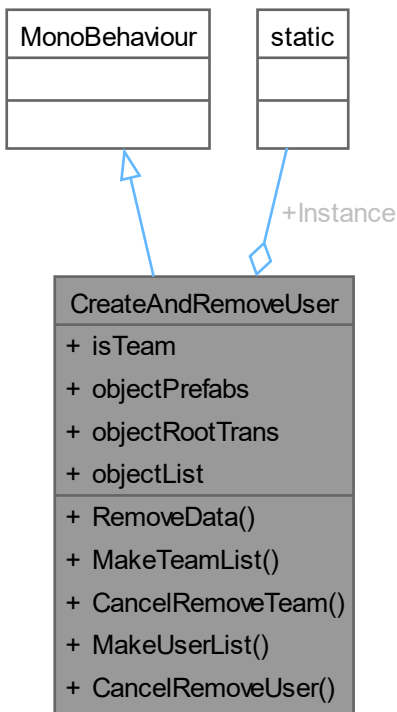 MonoBehaviour
static
+Instance
CreateAndRemoveUser
+ isTeam
+ objectPrefabs
+ objectRootTrans
+ objectList
+ RemoveData()
+ MakeTeamList()
+ CancelRemoveTeam()
+ MakeUserList()
+ CancelRemoveUser()